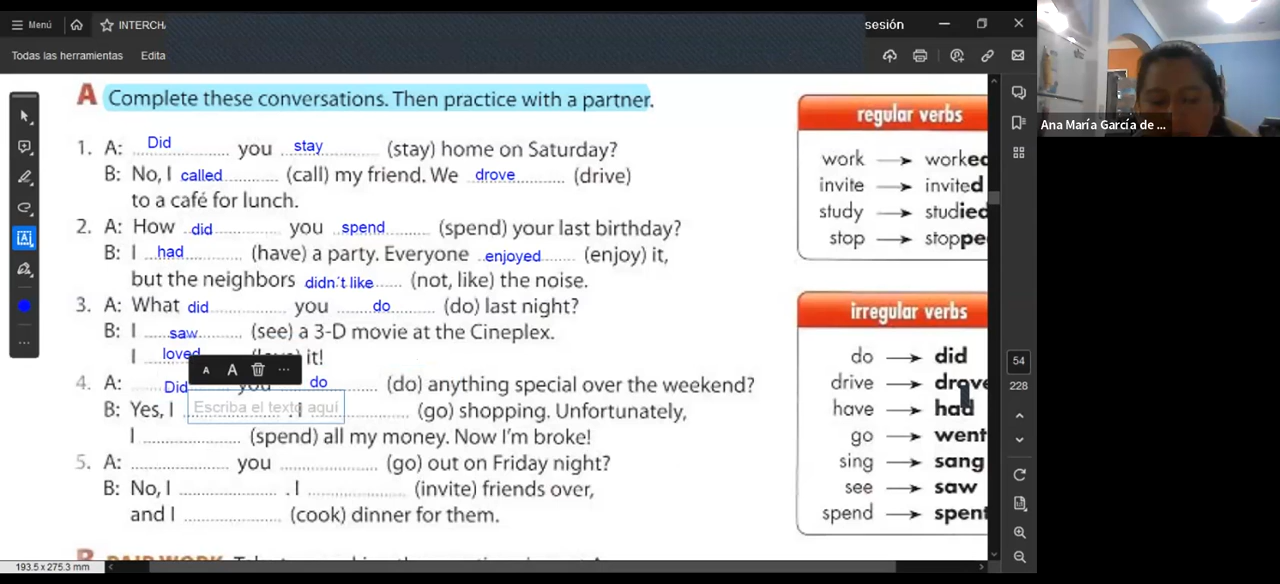 Menú INTERCHA sesión
Todas las herramientas Edita
A Complete these conversations. Then practice with a partner.
1. A: Did you stay (stay) home on Saturday?
B: No, I called (call) my friend. We drove (drive)
to a café for lunch.
2. A: How did you spend (spend) your last birthday?
B: I had (have) a party. Everyone enjoyed (enjoy) it,
but the neighbors didn´t like (not, like) the noise.
3. A: What did you do (do) last night?
B: I saw (see) a 3-D movie at the Cineplex.
I loved it!
A A ...
4. A: Did you do (do) anything special over the weekend?
B: Yes, I Escriba el texto aquí . I (go) shopping. Unfortunately,
I (spend) all my money. Now I'm broke!
5. A: you (go) out on Friday night?
B: No, I . I (invite) friends over,
and I (cook) dinner for them.
B PAIR WORK
regular verbs
work worked
invite invited
study studied
stop stoppe
irregular verbs
do did
drive drove
have had
go went
sing sang
see saw
spend spent
54
228
193.5 x 275.3 mm
Ana María García de ...